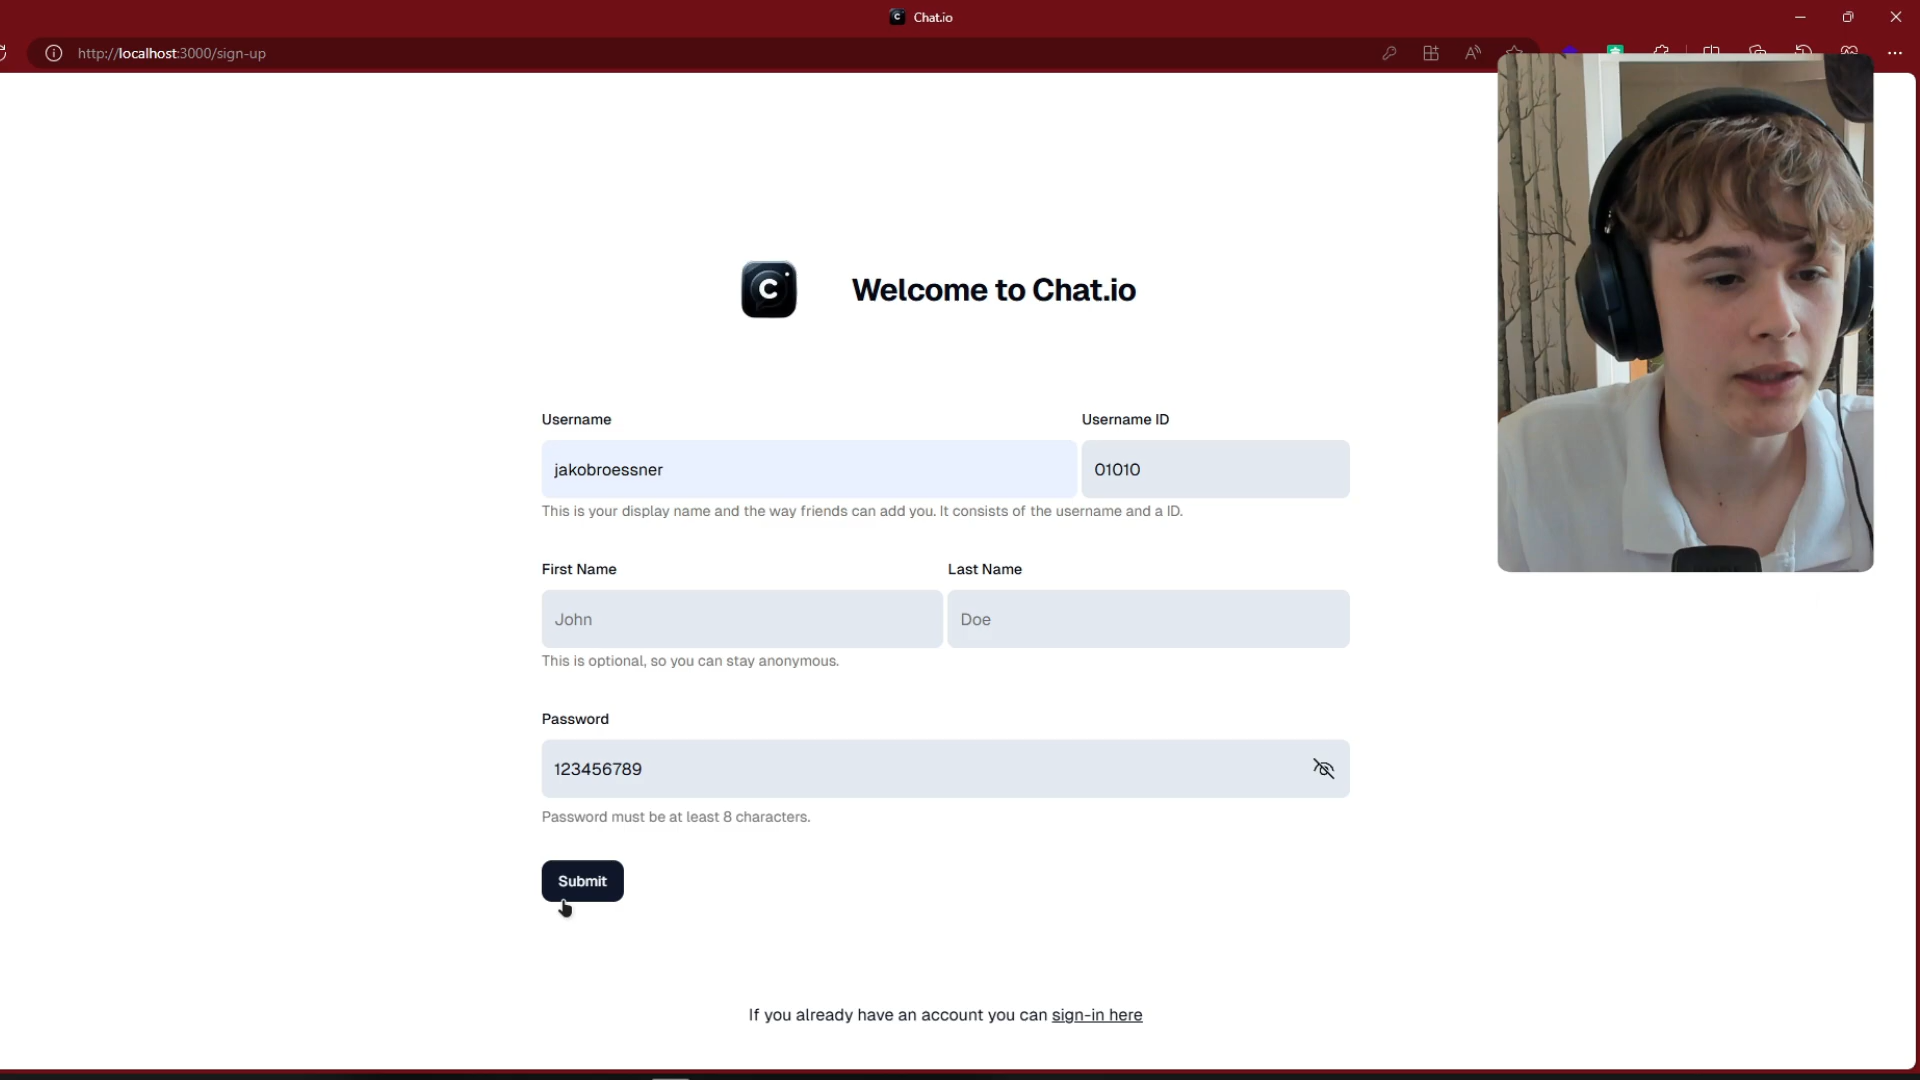 Chat.io
http://localhost:3000/sign-up
C
Welcome to Chat.io
Username
Username ID
jakobroessner
01010
This is your display name and the way friends can add you. It consists of the username and a ID.
First Name
Last Name
John
Doe
This is optional, so you can stay anonymous.
Password
123456789
Password must be at least 8 characters.
Submit
If you already have an account you can sign-in here